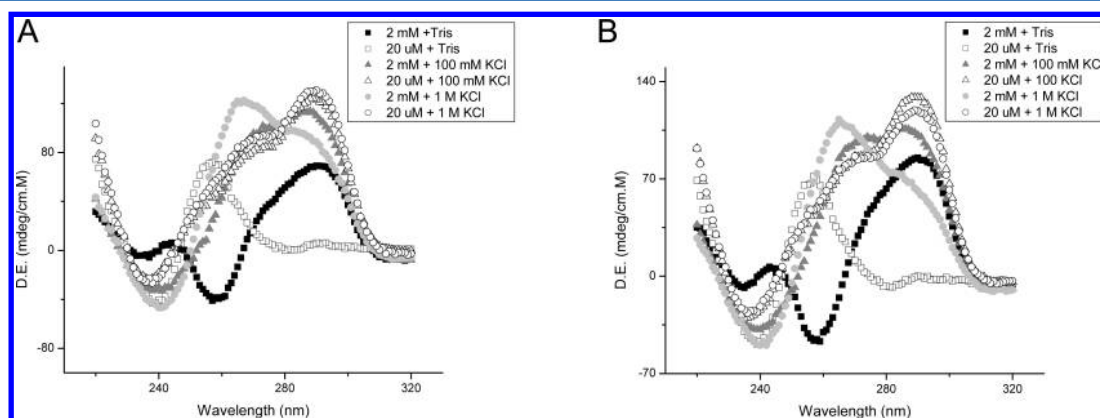 A
2 mM +Tris
20 uM + Tris
2 mM + 100 mM KCl
20 uM + 100 mM KCl
2 mM + 1 M KCl
20 uM + 1 M KCl
80
0
-80
D.E. (mdeg/cm.M)
240 280 320
Wavelength (nm)
B
2 mM + Tris
20 uM + Tris
2 mM + 100 mM KCl
20 uM + 100 KCl
2 mM + 1 M KCl
20 uM + 1 M KCl
140
70
0
-70
D.E. (mdeg/cm.M)
240 280 320
Wavelength (nm)